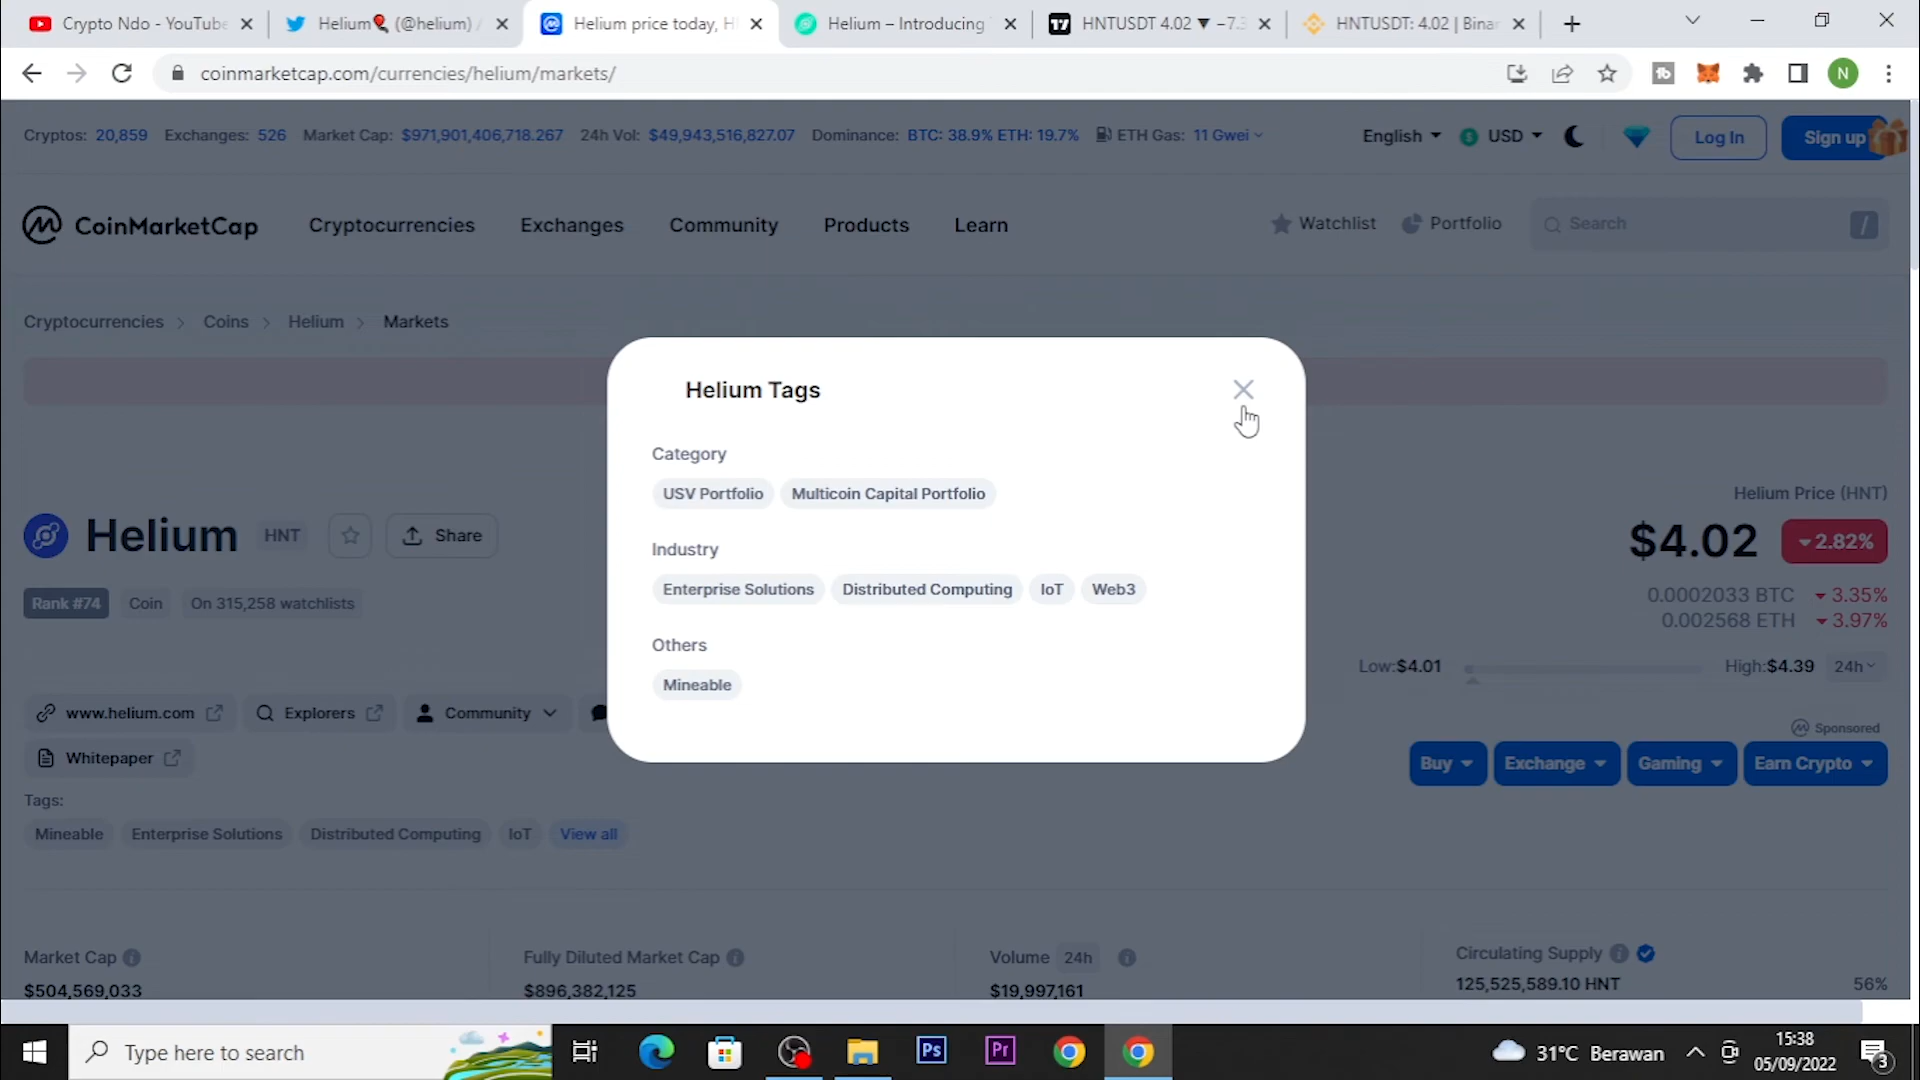 Crypto Ndo - YouTube
Helium🎈 (@helium) /
Helium price today, H
Helium – Introducing
HNTUSDT 4.02 ▼ −7.3
HNTUSDT: 4.02 | Binan
coinmarketcap.com/currencies/helium/markets/
N
Cryptos: 20,859 Exchanges: 526 Market Cap: $971,901,406,718.267 24h Vol: $49,943,516,827.07 Dominance: BTC: 38.9% ETH: 19.7% ETH Gas: 11 Gwei
English USD Log In Sign up
CoinMarketCap Cryptocurrencies Exchanges Community Products Learn Watchlist Portfolio Search /
Cryptocurrencies > Coins > Helium > Markets
Helium Tags
Category
USV Portfolio Multicoin Capital Portfolio
Industry
Enterprise Solutions Distributed Computing IoT Web3
Others
Mineable
Helium HNT Share
Rank #74 Coin On 315,258 watchlists
www.helium.com Explorers Community
Whitepaper
Tags:
Mineable Enterprise Solutions Distributed Computing IoT View all
Helium Price (HNT)
$4.02 2.82%
0.0002033 BTC 3.35%
0.002568 ETH 3.97%
Low:$4.01 High:$4.39 24h
Sponsored
Buy Exchange Gaming Earn Crypto
Market Cap
$504,569,033
Fully Diluted Market Cap
$896,382,125
Volume 24h
$19,997,161
Circulating Supply
125,525,589.10 HNT 56%
Type here to search
Ps Pr
31°C Berawan
15:38
05/09/2022
3